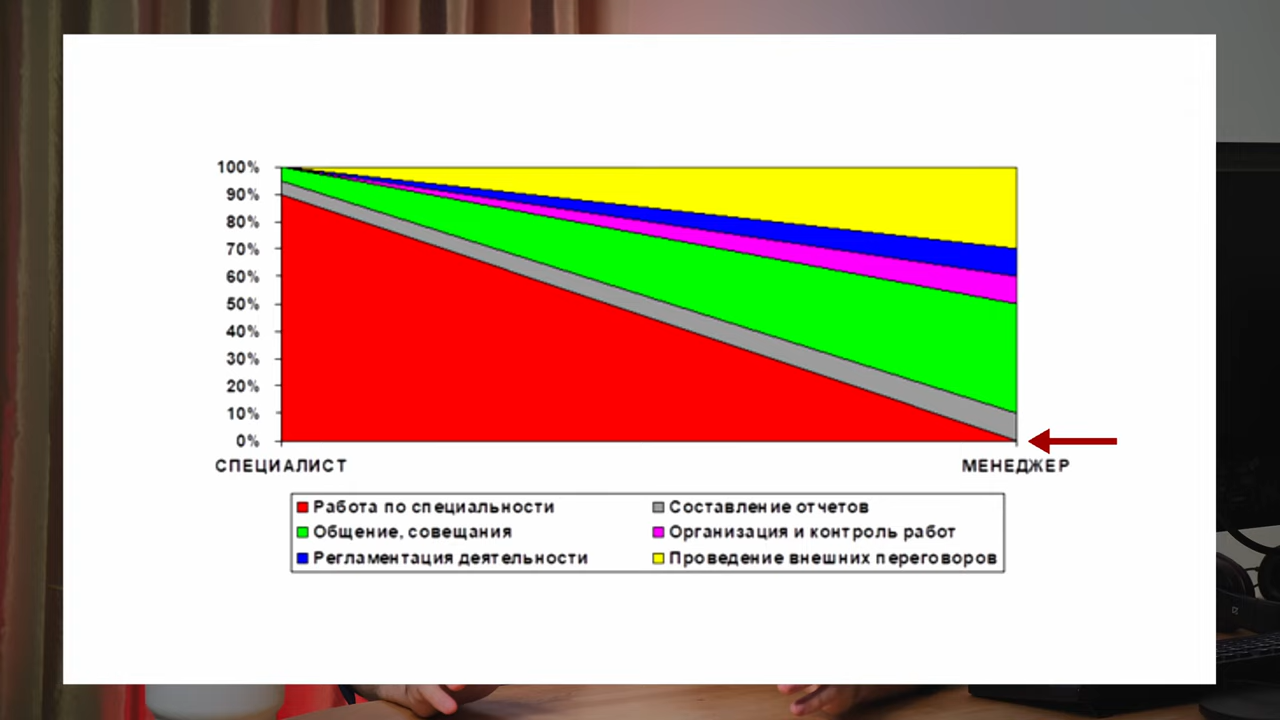 100%
90%
80%
70%
60%
50%
40%
30%
20%
10%
0%
СПЕЦИАЛИСТ МЕНЕДЖЕР
Работа по специальности Составление отчетов
Общение, совещания Организация и контроль работ
Регламентация деятельности Проведение внешних переговоров